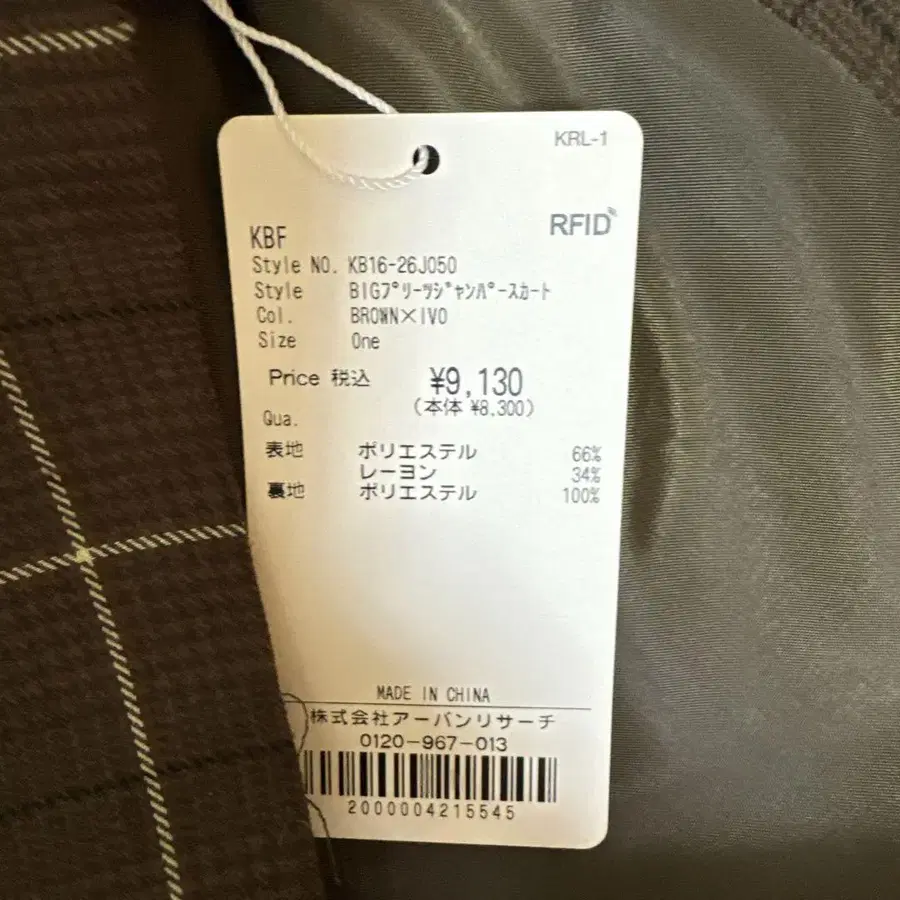 KRL-1
RFID
KBF
Style NO. KB16-26J050
Style BIGﾌﾟﾘｰﾂｼﾞｬﾝﾊﾟｰｽｶｰﾄ
Col. BROWN×IVO
Size One
Price 税込 ¥9,130
(本体 ¥8,300)
Qua.
表地 ポリエステル 66%
レーヨン 34%
裏地 ポリエステル 100%
MADE IN CHINA
株式会社アーバンリサーチ
0120-967-013
2000004215545